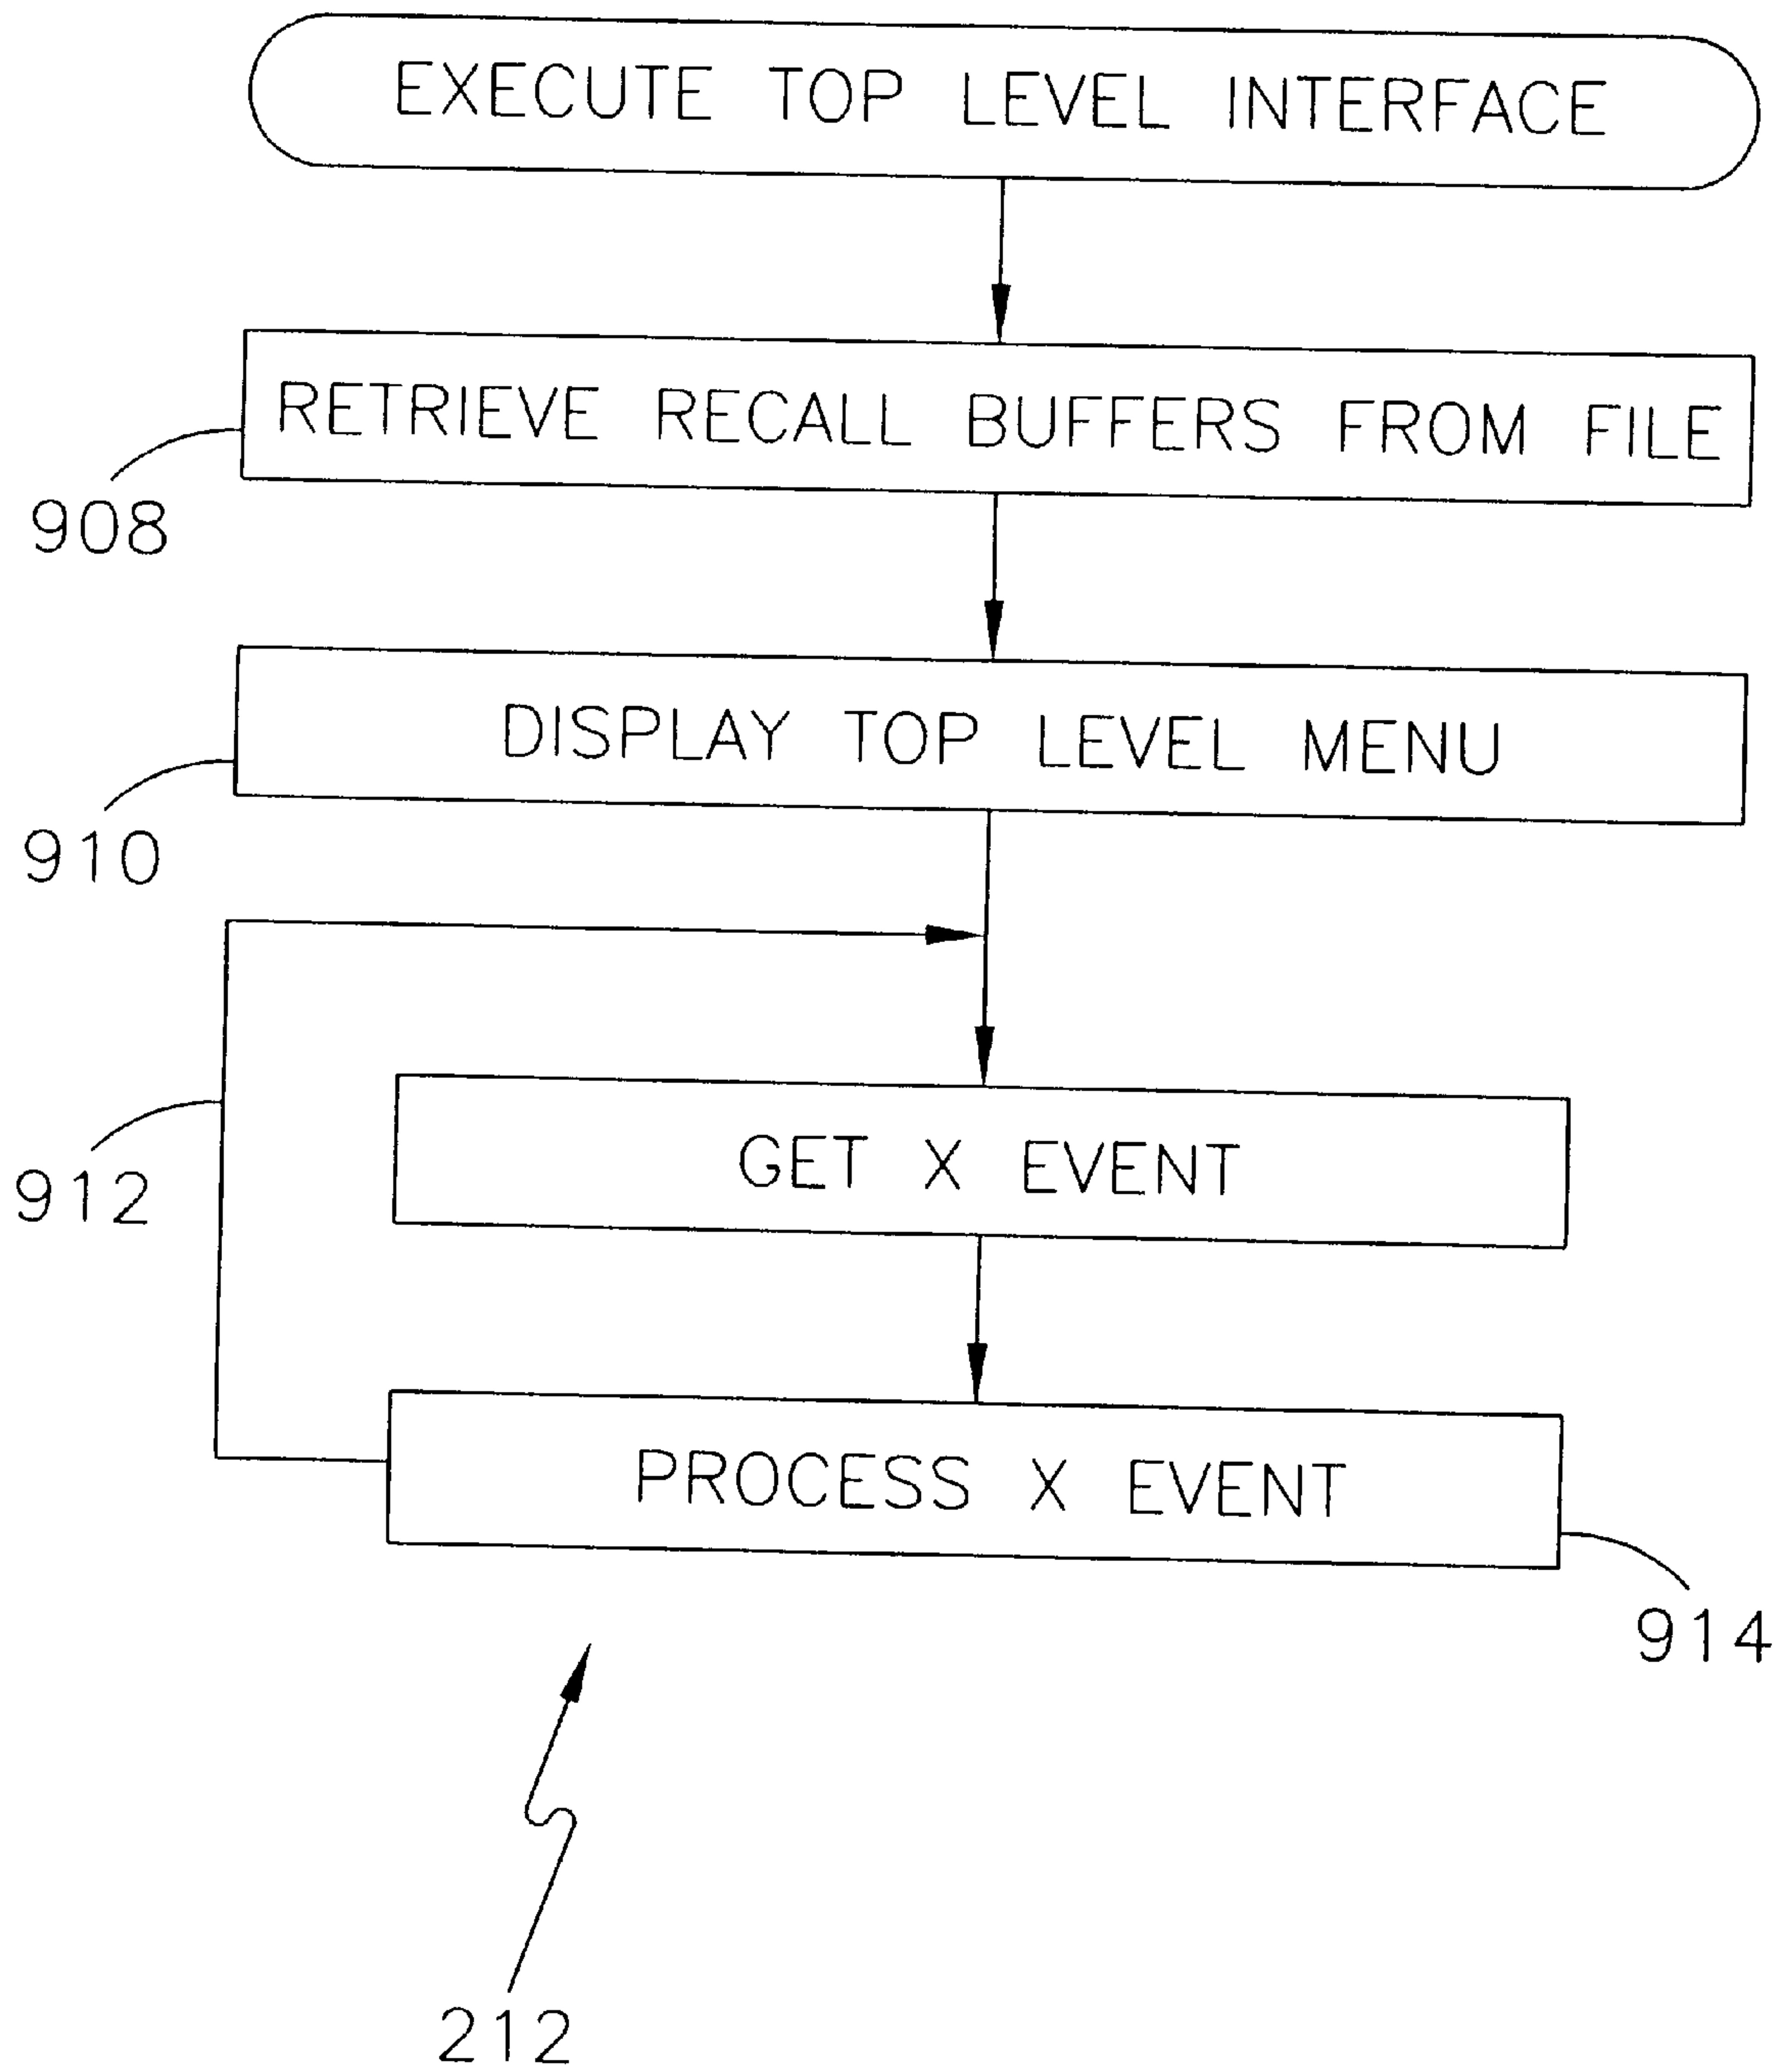 EXECUTE TOP LEVEL INTERFACE
RETRIEVE RECALL BUFFERS FROM FILE
908
DISPLAY TOP LEVEL MENU
910
912
GET X EVENT
PROCESS X EVENT
914
212